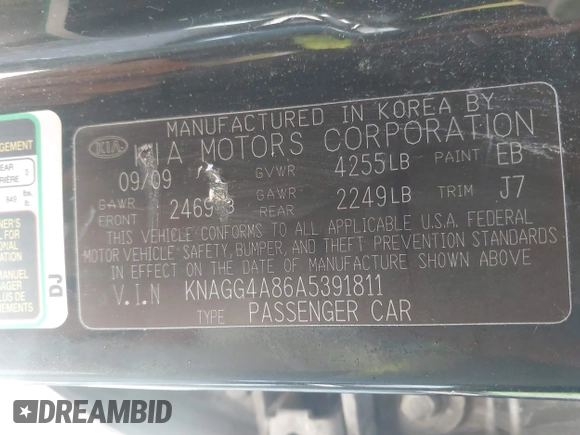 MANUFACTURED IN KOREA BY
KIA KIA MOTORS CORPORATION
09/09 GVWR 4255LB PAINT EB
GAWR FRONT GAWR REAR 2249LB TRIM J7
THIS VEHICLE CONFORMS TO ALL APPLICABLE U.S.A. FEDERAL
MOTOR VEHICLE SAFETY, BUMPER, AND THEFT PREVENTION STANDARDS
IN EFFECT ON THE DATE OF MANUFACTURE SHOWN ABOVE
V.I.N KNAGG4A86A5391811
TYPE PASSENGER CAR
DJ
MANUEL
DREAMBID